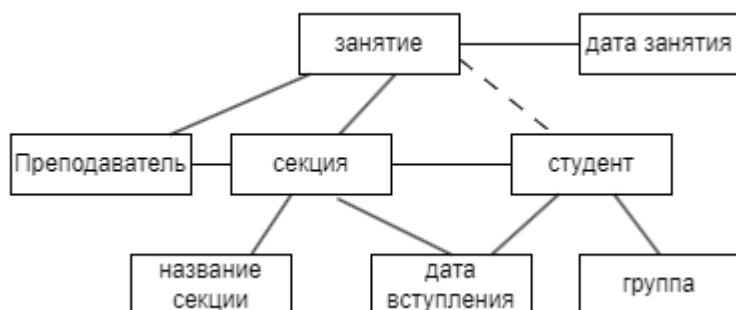 занятие
дата занятия
Преподаватель
секция
студент
название
секции
дата
вступления
группа